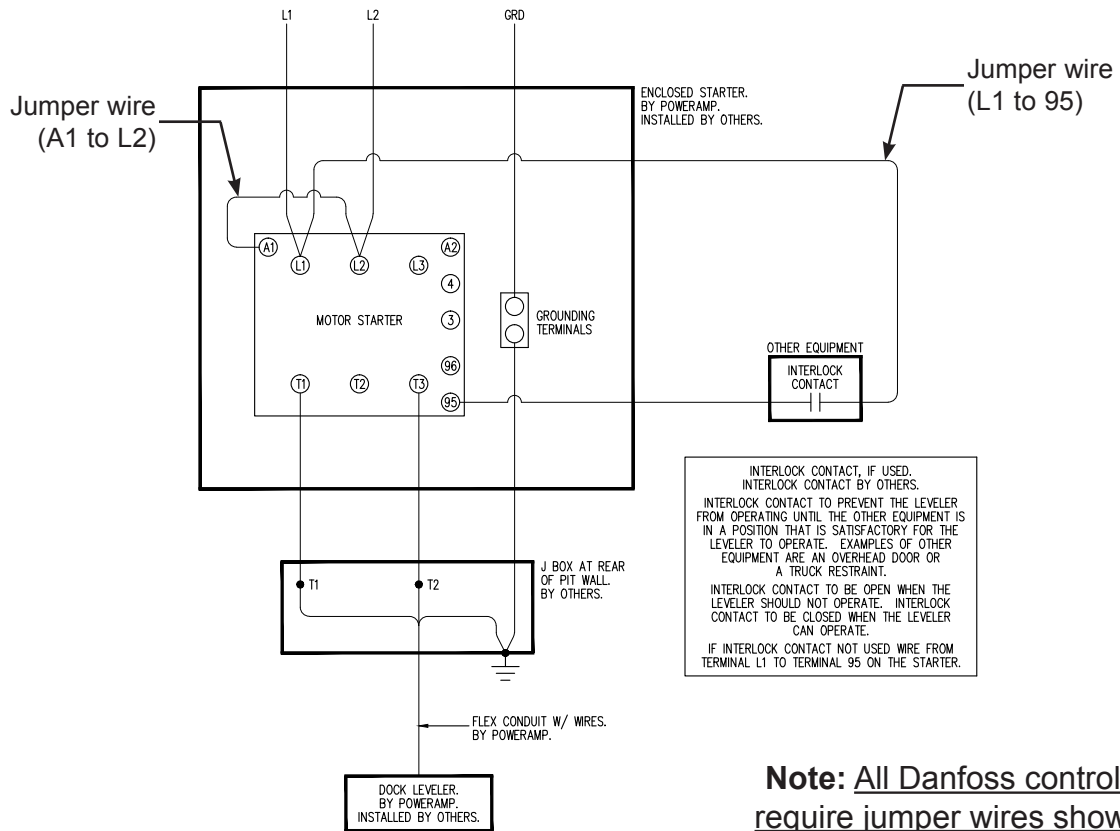 L1
L2
GRD
Jumper wire
(A1 to L2)
Jumper wire
(L1 to 95)
ENCLOSED STARTER.
BY POWERAMP.
INSTALLED BY OTHERS.
A1
L1
L2
L3
A2
4
3
96
95
MOTOR STARTER
T1
T2
T3
GROUNDING
TERMINALS
OTHER EQUIPMENT
INTERLOCK
CONTACT
INTERLOCK CONTACT, IF USED.
INTERLOCK CONTACT BY OTHERS.
INTERLOCK CONTACT TO PREVENT THE LEVELER
FROM OPERATING UNTIL THE OTHER EQUIPMENT IS
IN A POSITION THAT IS SATISFACTORY FOR THE
LEVELER TO OPERATE. EXAMPLES OF OTHER
EQUIPMENT ARE AN OVERHEAD DOOR OR
A TRUCK RESTRAINT.
INTERLOCK CONTACT TO BE OPEN WHEN THE
LEVELER SHOULD NOT OPERATE. INTERLOCK
CONTACT TO BE CLOSED WHEN THE LEVELER
CAN OPERATE.
IF INTERLOCK CONTACT NOT USED WIRE FROM
TERMINAL L1 TO TERMINAL 95 ON THE STARTER.
T1
T2
J BOX AT REAR
OF PIT WALL.
BY OTHERS.
FLEX CONDUIT W/ WIRES.
BY POWERAMP.
DOCK LEVELER.
BY POWERAMP.
INSTALLED BY OTHERS.
Note: All Danfoss control
require jumper wires show